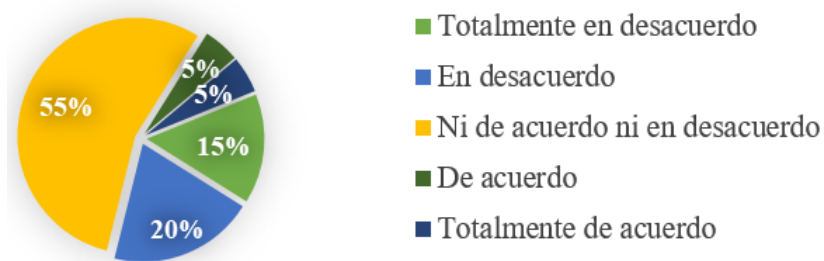 5%
5%
55%
15%
20%
Totalmente en desacuerdo
En desacuerdo
Ni de acuerdo ni en desacuerdo
De acuerdo
Totalmente de acuerdo